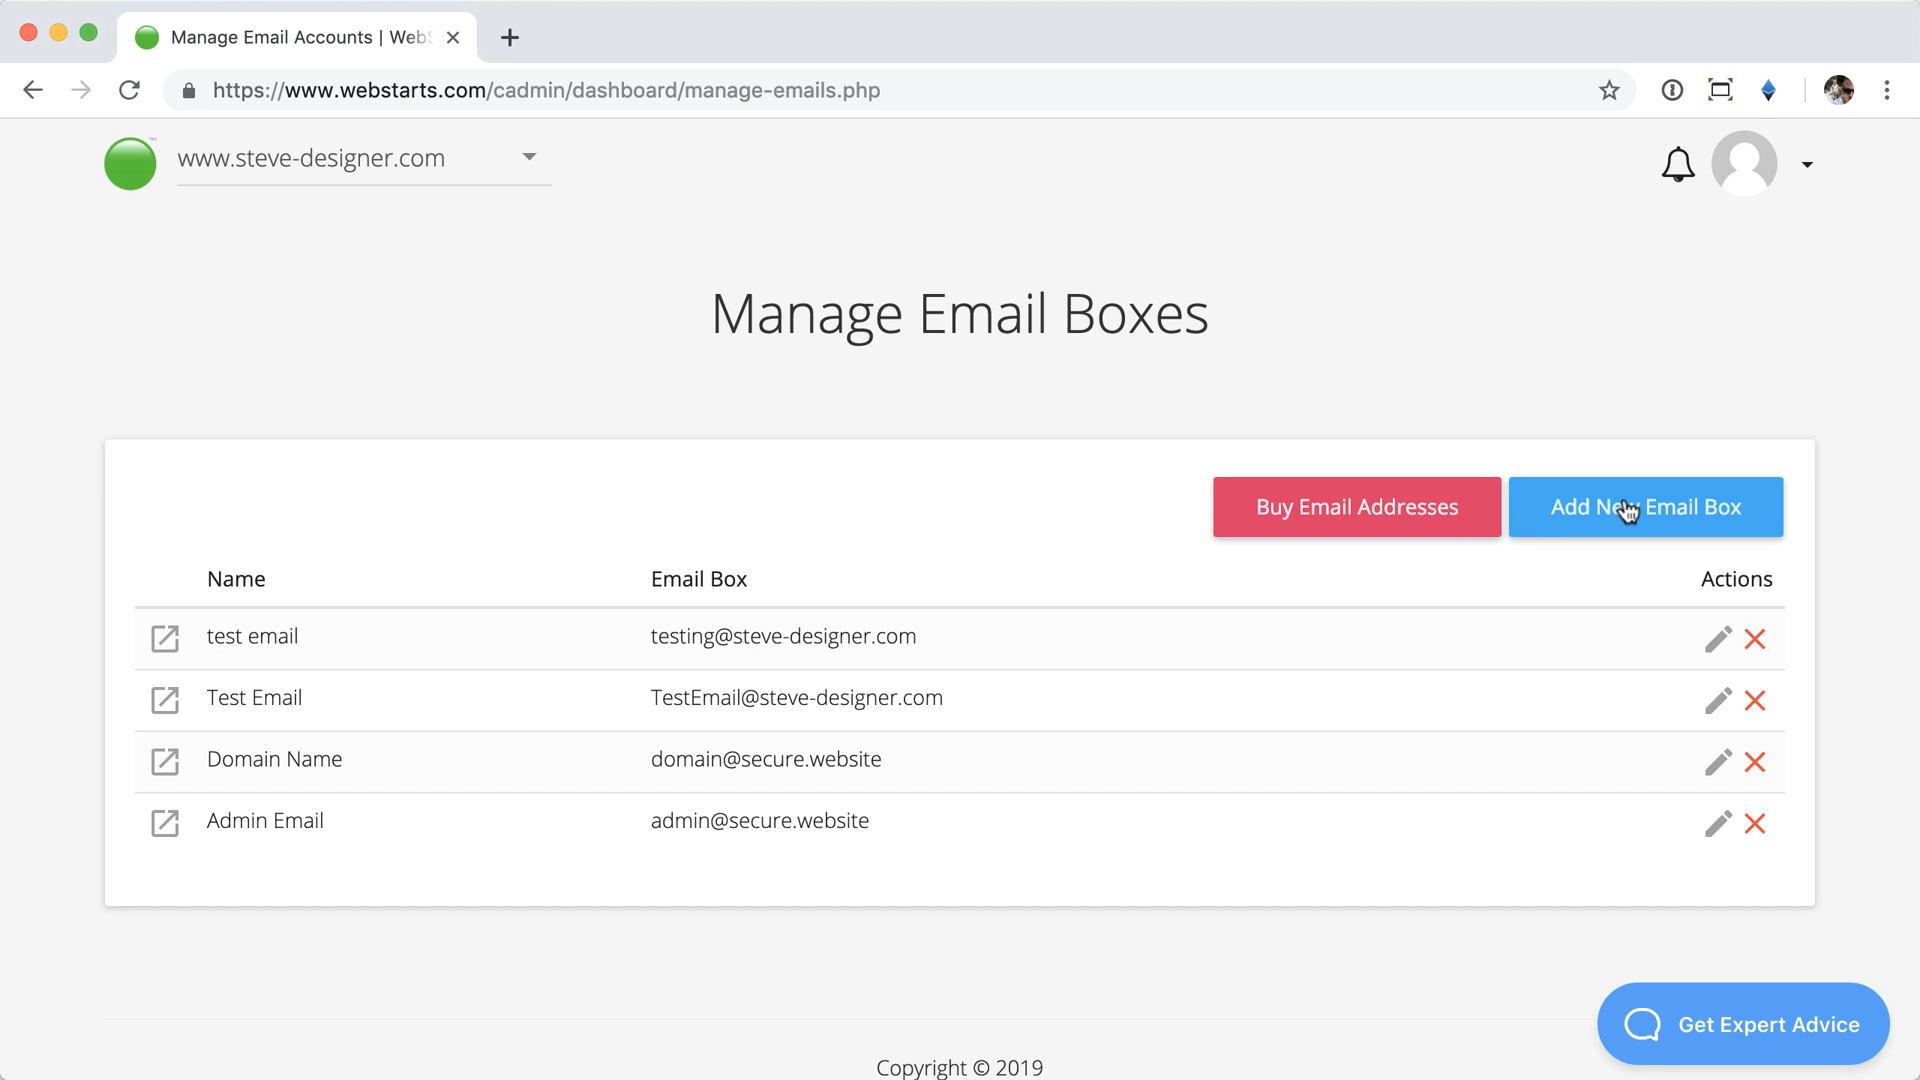 Manage Email Accounts | Web
https://www.webstarts.com/cadmin/dashboard/manage-emails.php
www.steve-designer.com
Manage Email Boxes
Buy Email Addresses
Add New Email Box
Name Email Box Actions
test email testing@steve-designer.com
Test Email TestEmail@steve-designer.com
Domain Name domain@secure.website
Admin Email admin@secure.website
Get Expert Advice
Copyright © 2019